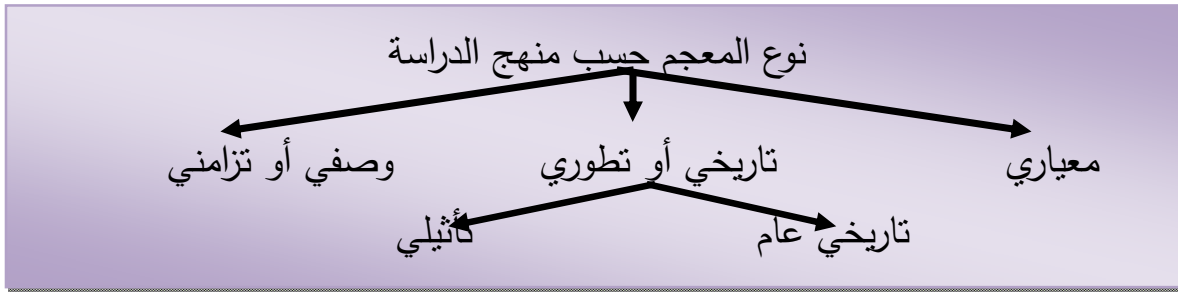 نوع المعجم حسب منهج الدراسة
معياري تاريخي أو تطوري وصفي أو تزامني
تاريخي عام تأثيلي